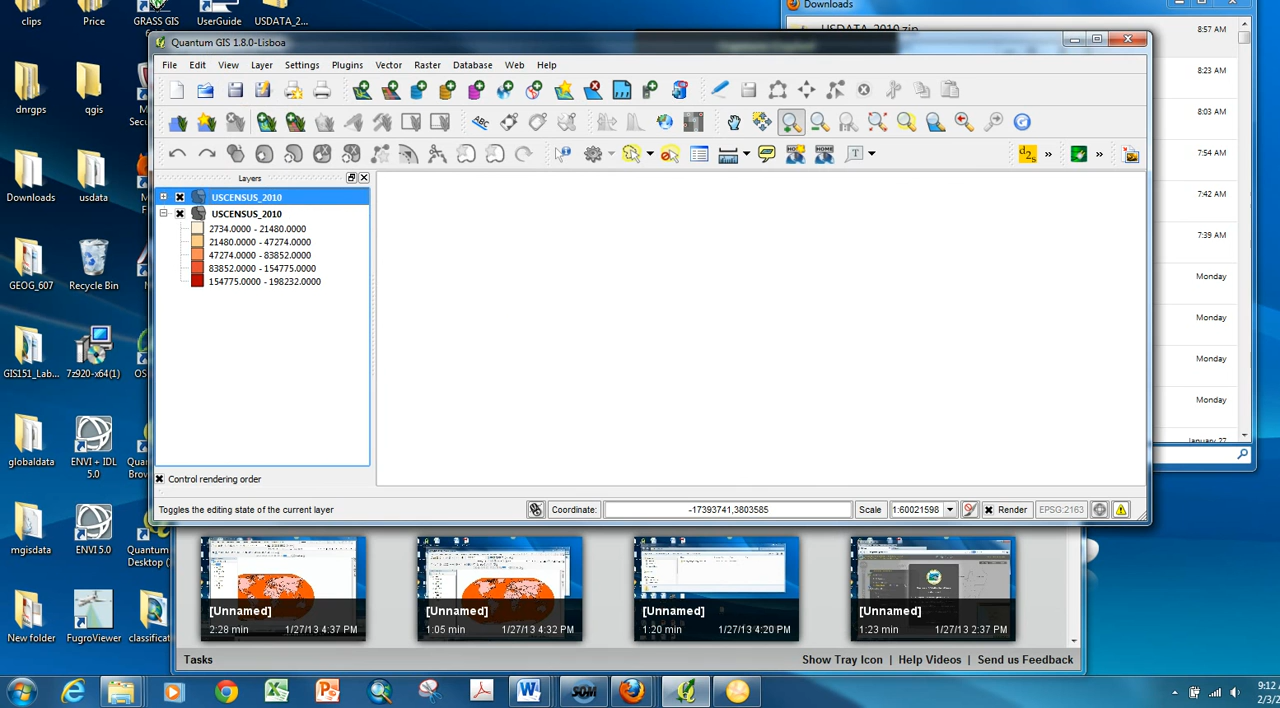 clips
Price
GRASS GIS
UserGuide
USDATA_2...
Downloads
USDATA_2010.zip
8:57 AM
Quantum GIS 1.8.0-Lisboa
File Edit View Layer Settings Plugins Vector Raster Database Web Help
8:23 AM
dnrgps
qgis
8:03 AM
ABC
7:54 AM
Layers
Downloads
usdata
7:42 AM
USCENSUS_2010
USCENSUS_2010
2734.0000 - 21480.0000
21480.0000 - 47274.0000
47274.0000 - 83852.0000
83852.0000 - 154775.0000
154775.0000 - 198232.0000
7:39 AM
Monday
Monday
Monday
Monday
GEOG_607
Recycle Bin
GIS151_Lab...
7z920-x64(1)
globaldata
ENVI + IDL
5.0
Control rendering order
Toggles the editing state of the current layer
Coordinate:
-17393741,3803585
Scale
1:60021598
Render
EPSG:2163
mgisdata
ENVI 5.0
Quantum
Desktop (...
New folder
FugroViewer
classificat...
[Unnamed]
2:28 min 1/27/13 4:37 PM
[Unnamed]
1:05 min 1/27/13 4:32 PM
[Unnamed]
1:20 min 1/27/13 4:20 PM
[Unnamed]
1:23 min 1/27/13 2:37 PM
Tasks
Show Tray Icon | Help Videos | Send us Feedback
9:12